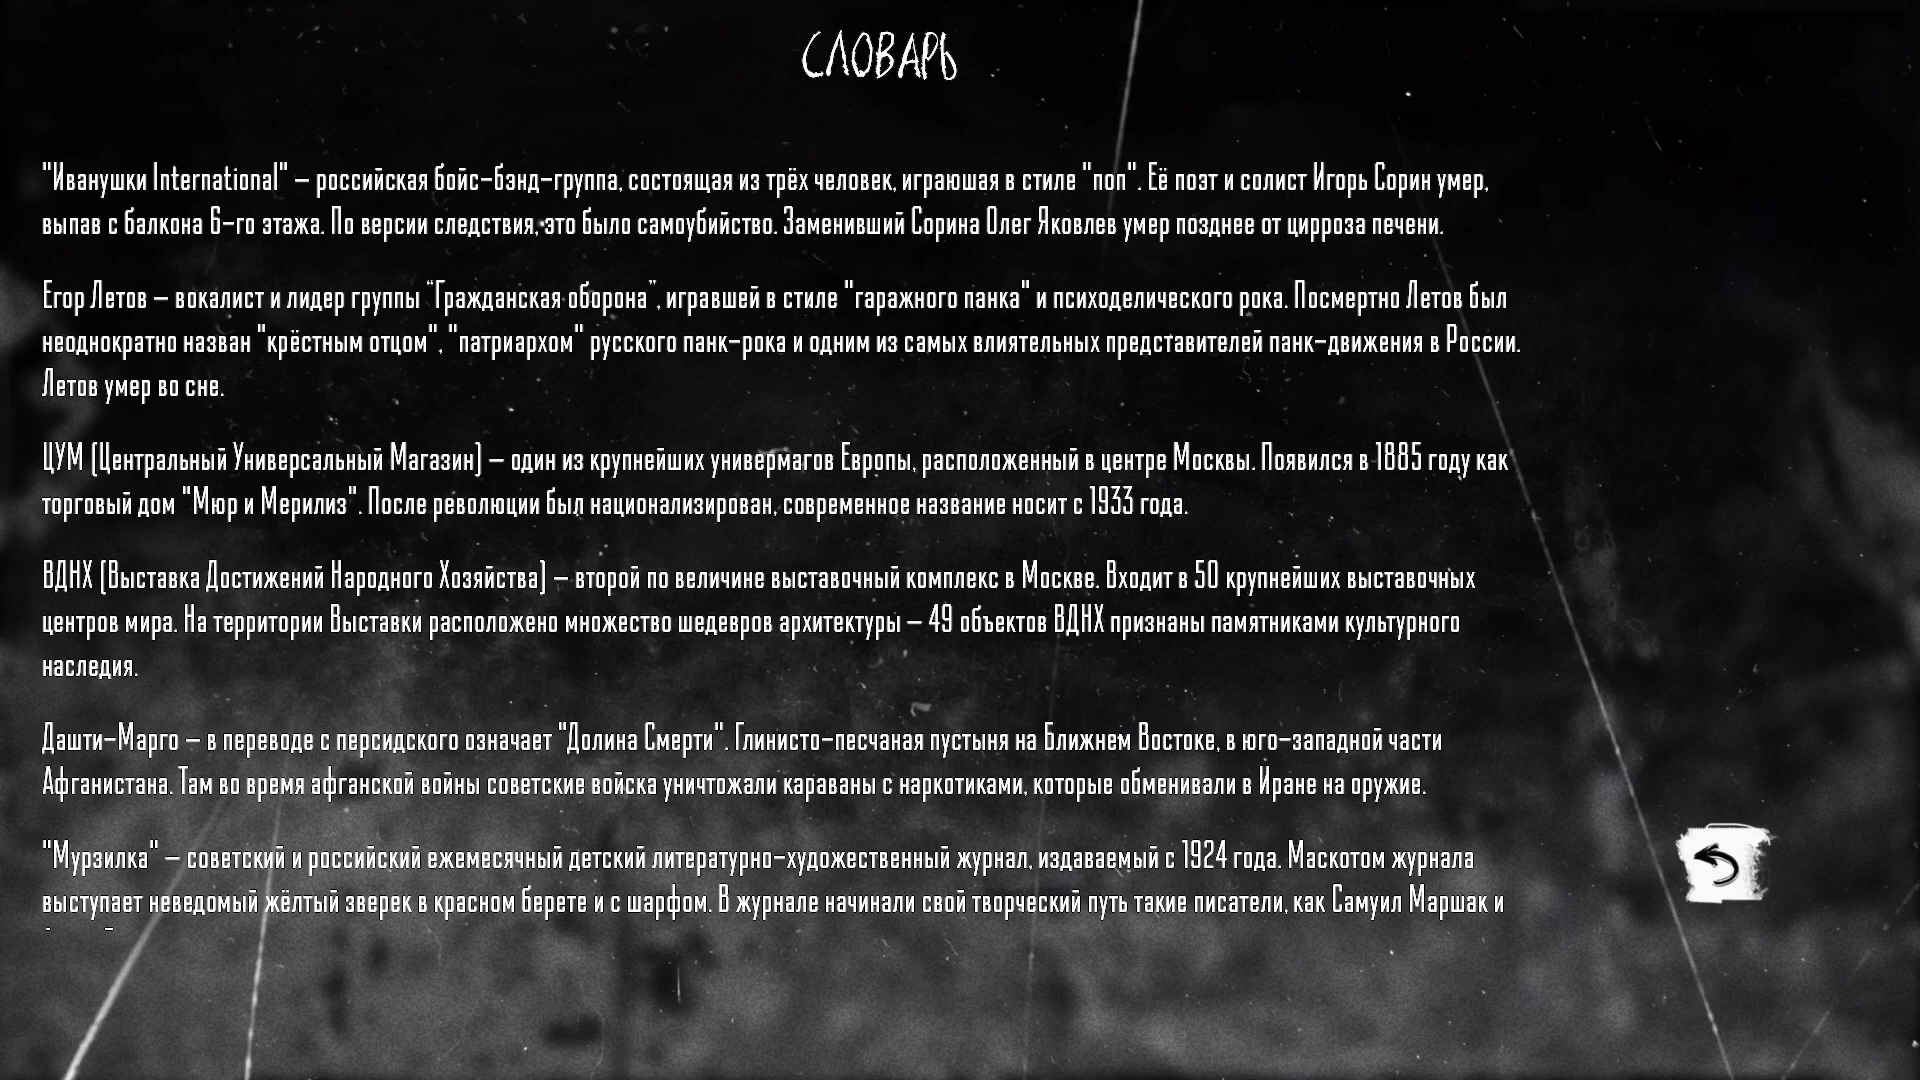 СЛОВАРЬ
"Иванушки International" – российская бойс-бэнд-группа, состоящая из трёх человек, играюшая в стиле "поп". Её поэт и солист Игорь Сорин умер,
выпав с балкона 6-го этажа. По версии следствия, это было самоубийство. Заменивший Сорина Олег Яковлев умер позднее от цирроза печени.
Егор Летов – вокалист и лидер группы “Гражданская оборона”, игравшей в стиле "гаражного панка" и психоделического рока. Посмертно Летов был
неоднократно назван "крёстным отцом", "патриархом" русского панк-рока и одним из самых влиятельных представителей панк-движения в России.
Летов умер во сне.
ЦУМ (Центральный Универсальный Магазин) – один из крупнейших универмагов Европы, расположенный в центре Москвы. Появился в 1885 году как
торговый дом "Мюр и Мерилиз". После революции был национализирован, современное название носит с 1933 года.
ВДНХ (Выставка Достижений Народного Хозяйства) – второй по величине выставочный комплекс в Москве. Входит в 50 крупнейших выставочных
центров мира. На территории Выставки расположено множество шедевров архитектуры – 49 объектов ВДНХ признаны памятниками культурного
наследия.
Дашти-Марго – в переводе с персидского означает "Долина Смерти". Глинисто-песчаная пустыня на Ближнем Востоке, в юго-западной части
Афганистана. Там во время афганской войны советские войска уничтожали караваны с наркотиками, которые обменивали в Иране на оружие.
"Мурзилка" – советский и российский ежемесячный детский литературно-художественный журнал, издаваемый с 1924 года. Маскотом журнала
выступает неведомый жёлтый зверек в красном берете и с шарфом. В журнале начинали свой творческий путь такие писатели, как Самуил Маршак и